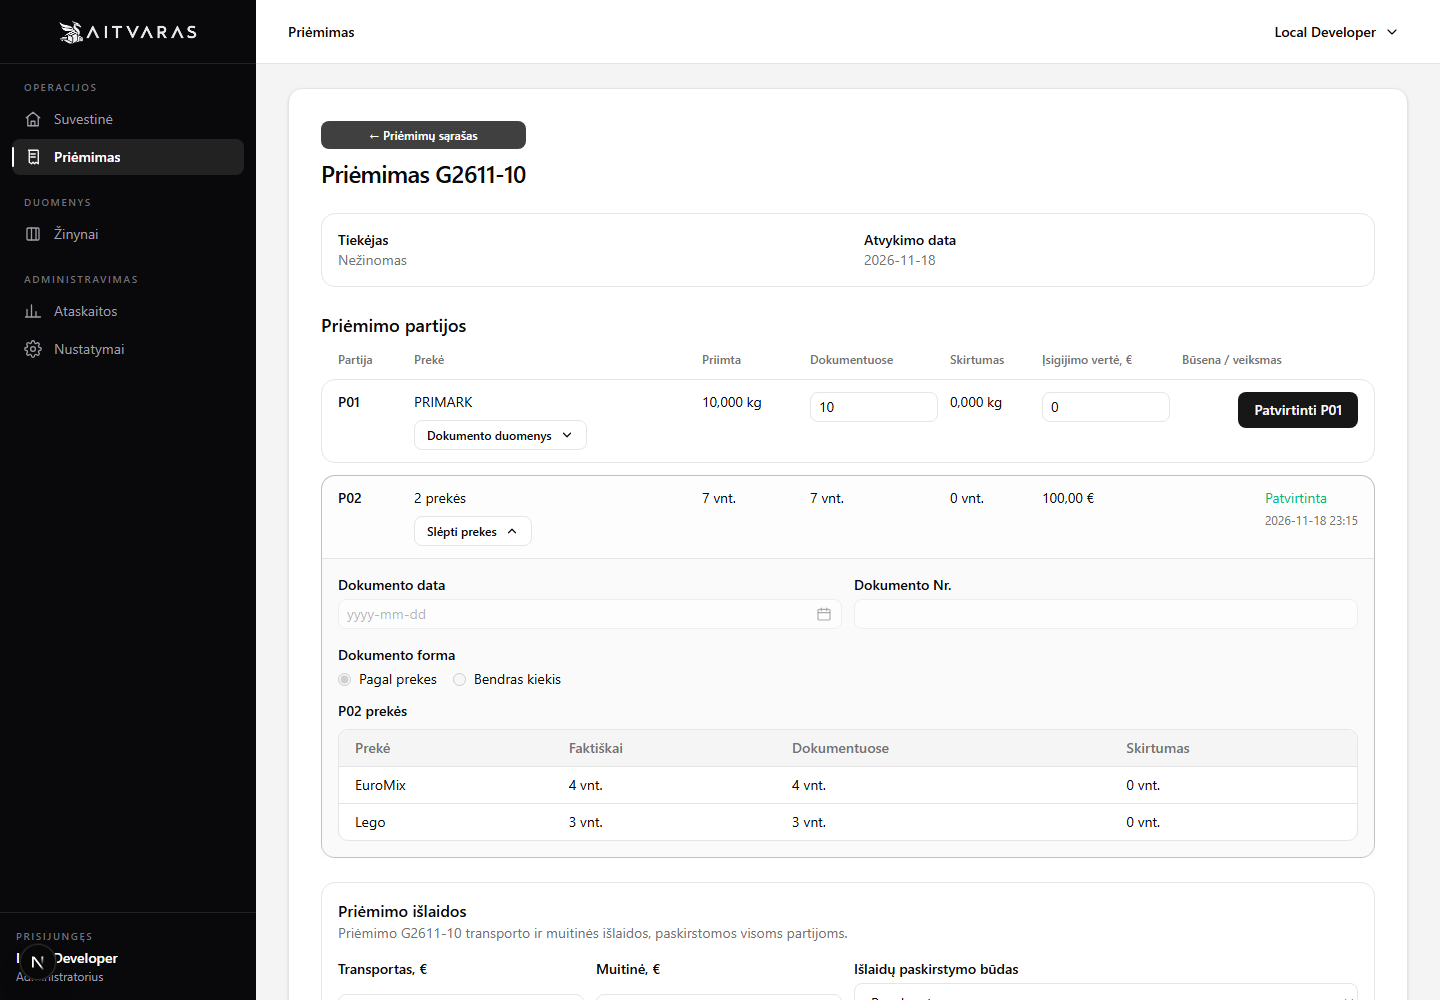 AITVARAS
Priėmimas
Local Developer
OPERACIJOS
Suvestinė
Priėmimas
DUOMENYS
Žinynai
ADMINISTRAVIMAS
Ataskaitos
Nustatymai
← Priėmimų sąrašas
Priėmimas G2611-10
Tiekėjas
Nežinomas
Atvykimo data
2026-11-18
Priėmimo partijos
Partija Prekė Priimta Dokumentuose Skirtumas Įsigijimo vertė, € Būsena / veiksmas
P01 PRIMARK 10,000 kg 10 0,000 kg 0 Patvirtinti P01
Dokumento duomenys
P02 2 prekės 7 vnt. 7 vnt. 0 vnt. 100,00 € Patvirtinta
2026-11-18 23:15
Slėpti prekes
Dokumento data Dokumento Nr.
yyyy-mm-dd
Dokumento forma
Pagal prekes Bendras kiekis
P02 prekės
Prekė Faktiškai Dokumentuose Skirtumas
EuroMix 4 vnt. 4 vnt. 0 vnt.
Lego 3 vnt. 3 vnt. 0 vnt.
Priėmimo išlaidos
Priėmimo G2611-10 transporto ir muitinės išlaidos, paskirstomos visoms partijoms.
Transportas, € Muitinė, € Išlaidų paskirstymo būdas
PRISIJUNGĘS
Developer
N